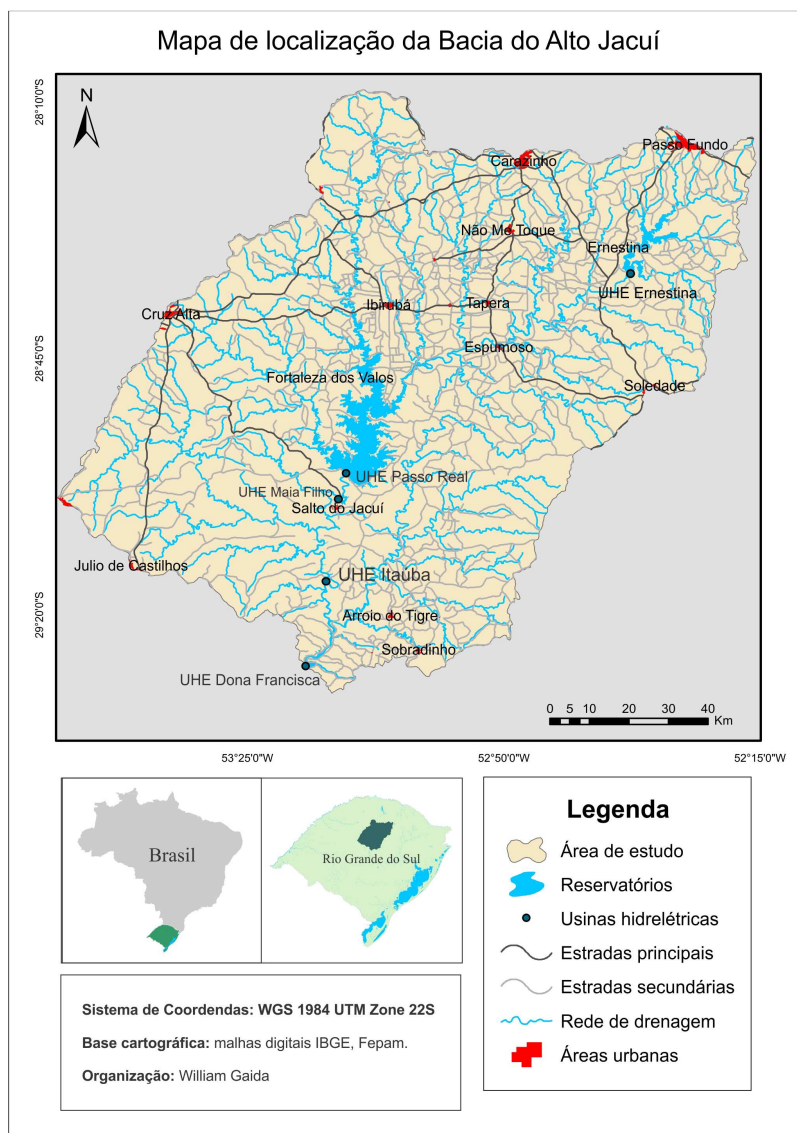 Mapa de localização da Bacia do Alto Jacuí
28°10'0"S
N
Passo Fundo
Carazinho
Não Me Toque
Ernestina
UHE Ernestina
Ibirubá
Tapera
Cruz Alta
28°45'0"S
Espumoso
Fortaleza dos Valos
Soledade
UHE Passo Real
UHE Maia Filho
Salto do Jacuí
Julio de Castilhos
UHE Itaúba
29°20'0"S
Arroio do Tigre
Sobradinho
UHE Dona Francisca
0 5 10 20 30 40
Km
53°25'0"W 52°50'0"W 52°15'0"W
Brasil
Rio Grande do Sul
Sistema de Coordendas: WGS 1984 UTM Zone 22S
Base cartográfica: malhas digitais IBGE, Fepam.
Organização: William Gaida
Legenda
Área de estudo
Reservatórios
Usinas hidrelétricas
Estradas principais
Estradas secundárias
Rede de drenagem
Áreas urbanas